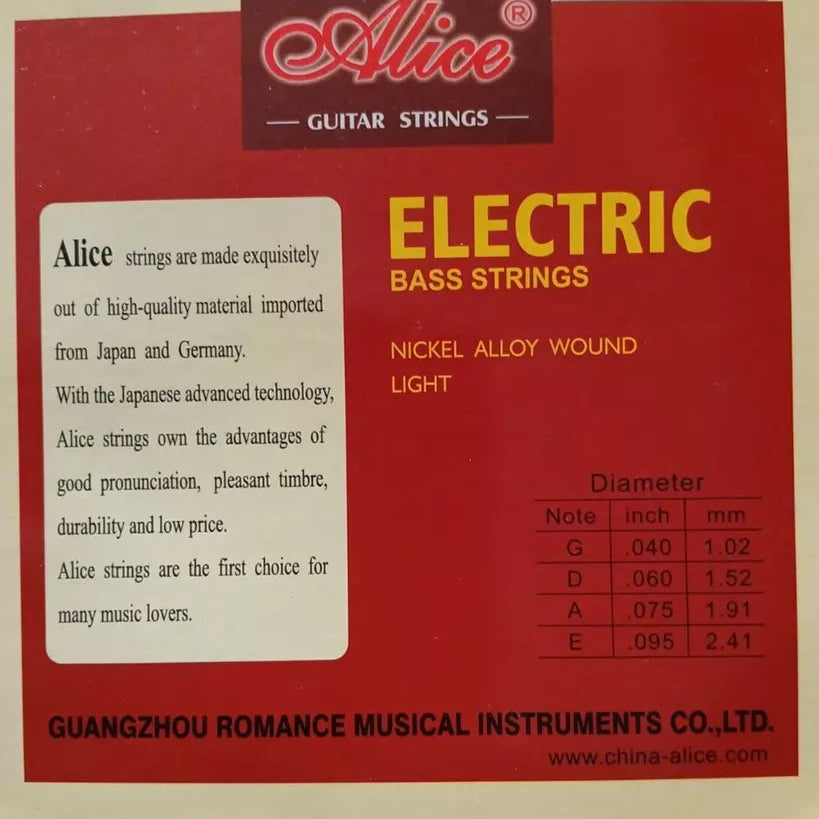 Alice ®
GUITAR STRINGS
ELECTRIC
BASS STRINGS
NICKEL ALLOY WOUND
LIGHT
Alice strings are made exquisitely
out of high-quality material imported
from Japan and Germany.
With the Japanese advanced technology,
Alice strings own the advantages of
good pronunciation, pleasant timbre,
durability and low price.
Alice strings are the first choice for
many music lovers.
Diameter
Note inch mm
G .040 1.02
D .060 1.52
A .075 1.91
E .095 2.41
GUANGZHOU ROMANCE MUSICAL INSTRUMENTS CO.,LTD.
www.china-alice.com